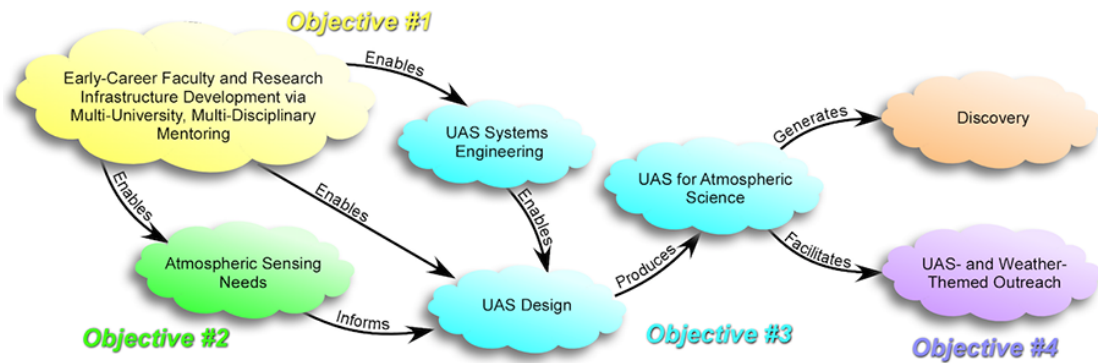 Objective #1
Early-Career Faculty and Research
Infrastructure Development via
Multi-University, Multi-Disciplinary
Mentoring
Enables
UAS Systems
Engineering
Generates
Discovery
UAS for Atmospheric
Science
Enables
Enables
Enables
Atmospheric Sensing
Needs
UAS Design
Produces
Facilitates
UAS- and Weather-
Themed Outreach
Objective #2
Informs
Objective #3
Objective #4